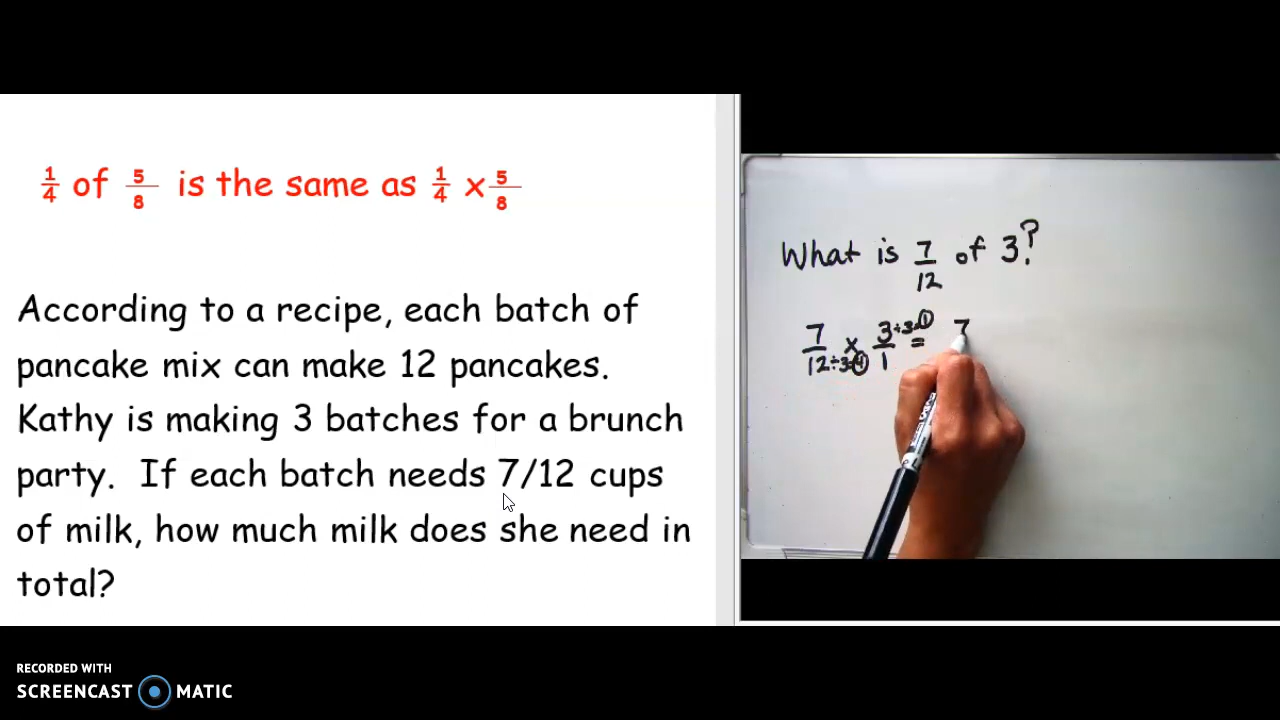 1/4 of 5/8 is the same as 1/4 x 5/8
According to a recipe, each batch of
pancake mix can make 12 pancakes.
Kathy is making 3 batches for a brunch
party. If each batch needs 7/12 cups
of milk, how much milk does she need in
total?
What is 7/12 of 3?
7/12 x 3/1 = 7
÷3=1
÷3=4
RECORDED WITH
SCREENCAST MATIC